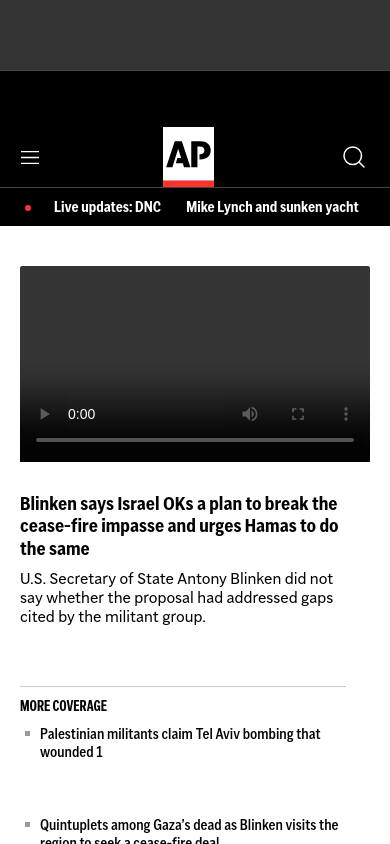 AP
Live updates: DNC
Mike Lynch and sunken yacht
0:00
Blinken says Israel OKs a plan to break the
cease-fire impasse and urges Hamas to do
the same
U.S. Secretary of State Antony Blinken did not
say whether the proposal had addressed gaps
cited by the militant group.
MORE COVERAGE
Palestinian militants claim Tel Aviv bombing that
wounded 1
Quintuplets among Gaza’s dead as Blinken visits the
region to seek a cease-fire deal